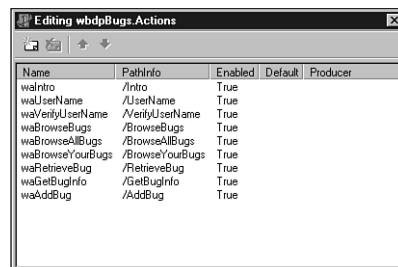 Editing wbdpBugs.Actions
Name PathInfo Enabled Default Producer
waIntro /Intro True
waUserName /UserName True
waVerifyUserName /VerifyUserName True
waBrowseBugs /BrowseBugs True
waBrowseAllBugs /BrowseAllBugs True
waBrowseYourBugs /BrowseYourBugs True
waRetrieveBug /RetrieveBug True
waGetBugInfo /GetBugInfo True
waAddBug /AddBug True